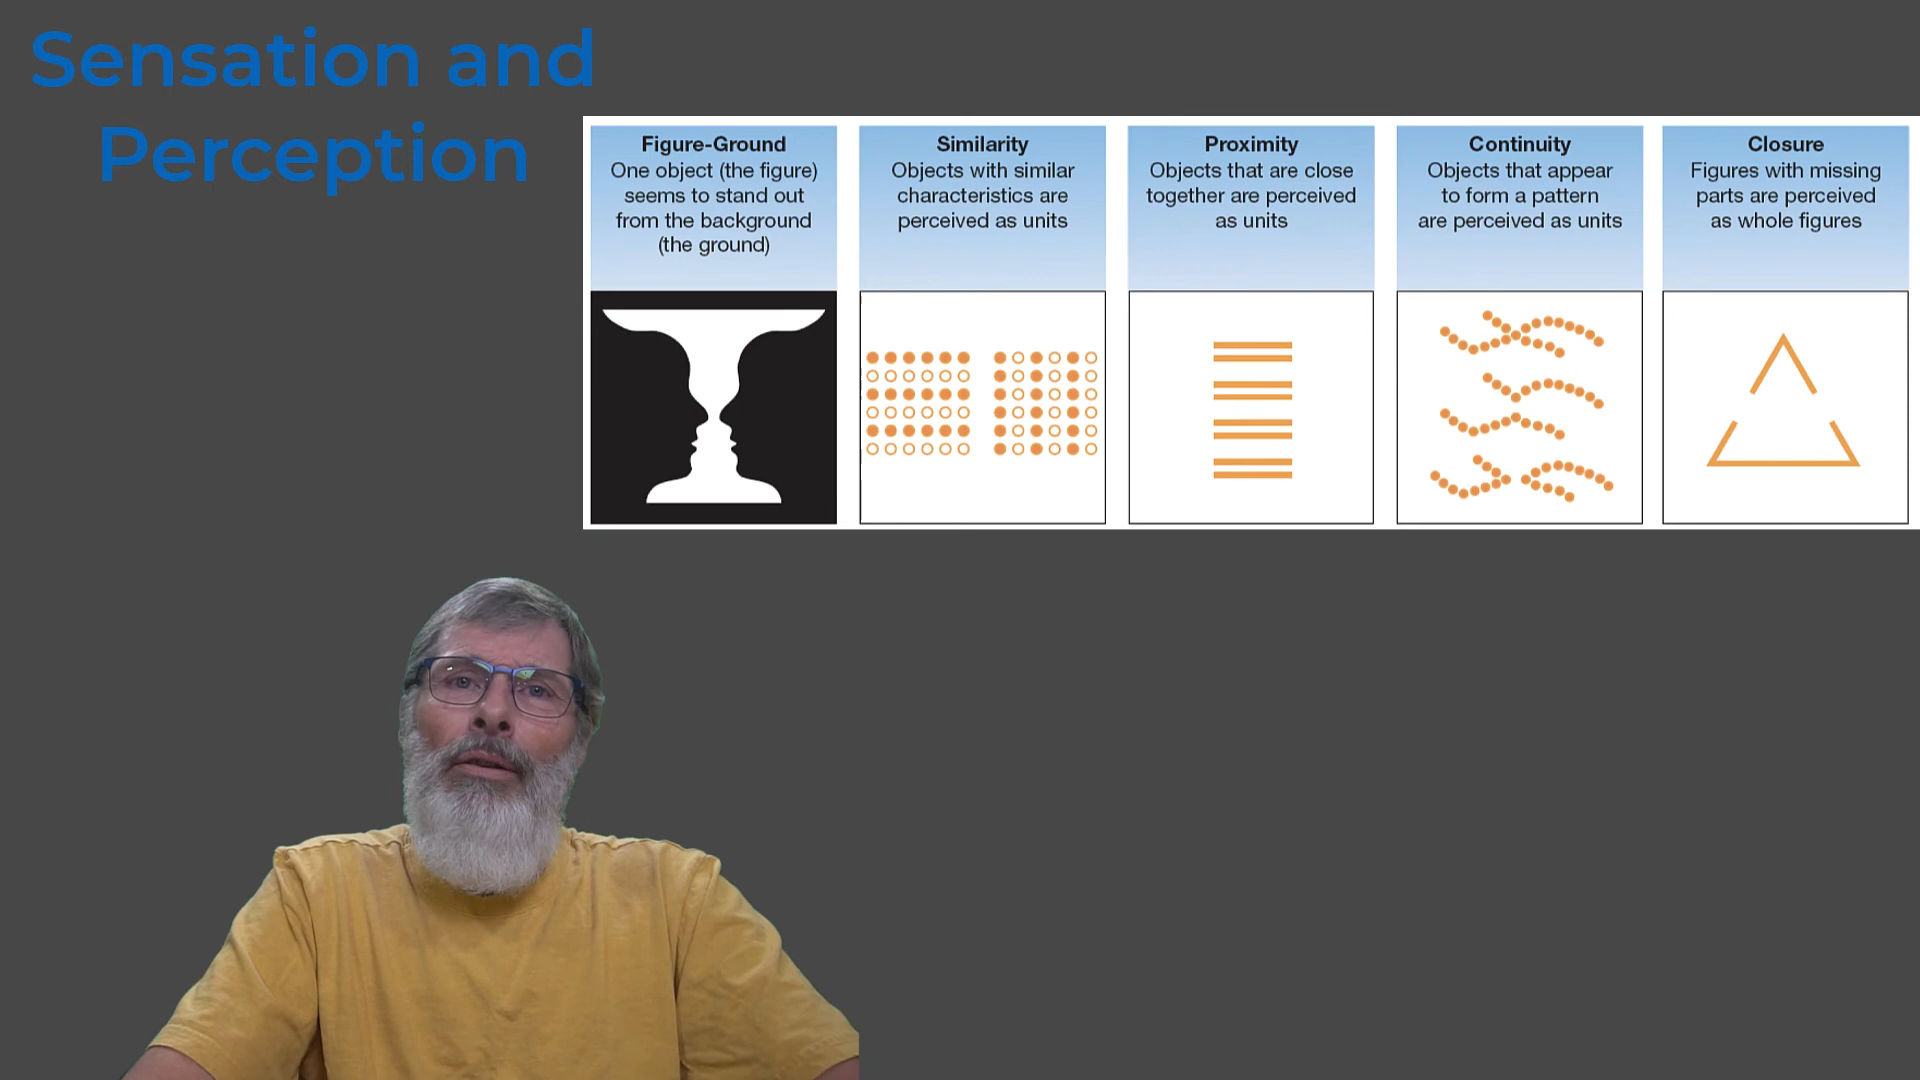 Sensation and
Perception
Figure-Ground
One object (the figure)
seems to stand out
from the background
(the ground)
Similarity
Objects with similar
characteristics are
perceived as units
Proximity
Objects that are close
together are perceived
as units
Continuity
Objects that appear
to form a pattern
are perceived as units
Closure
Figures with missing
parts are perceived
as whole figures